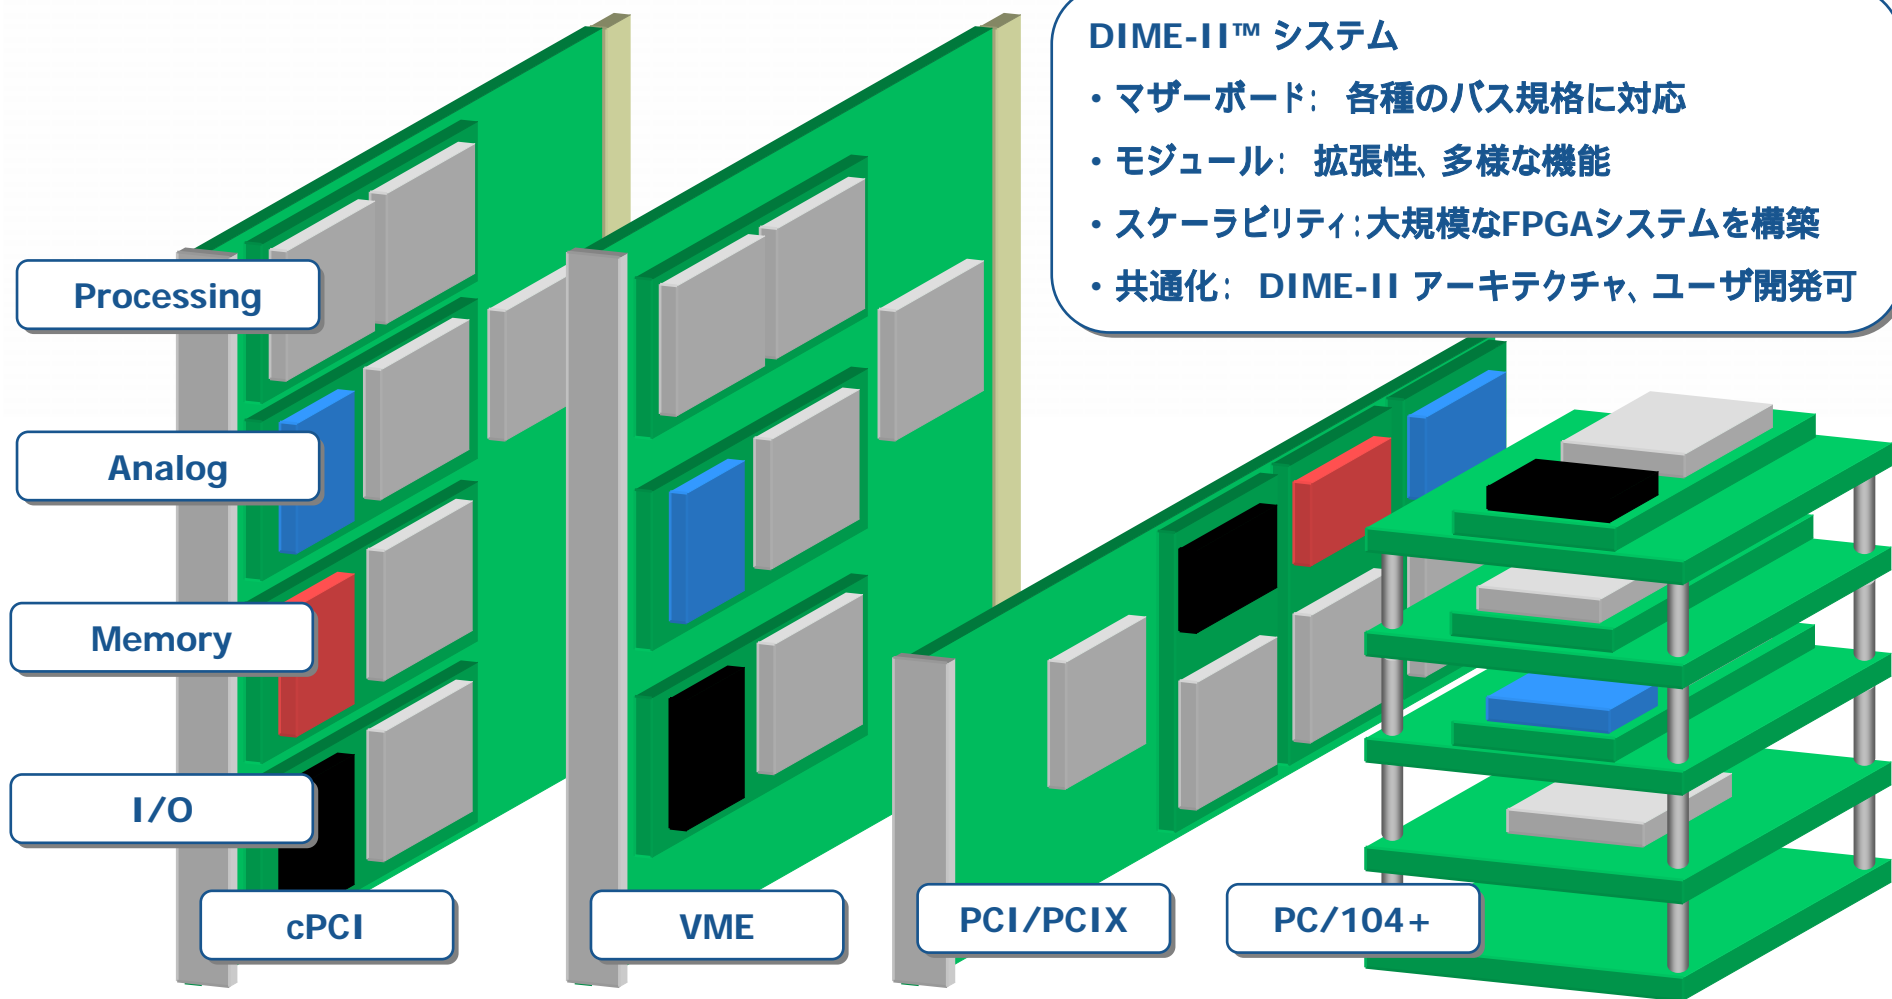 DIME-II™ システム
・マザーボード: 各種のバス規格に対応
・モジュール: 拡張性、多様な機能
・スケーラビリティ:大規模なFPGAシステムを構築
・共通化: DIME-II アーキテクチャ、ユーザ開発可
Processing
Analog
Memory
I/O
cPCI
VME
PCI/PCIX
PC/104+